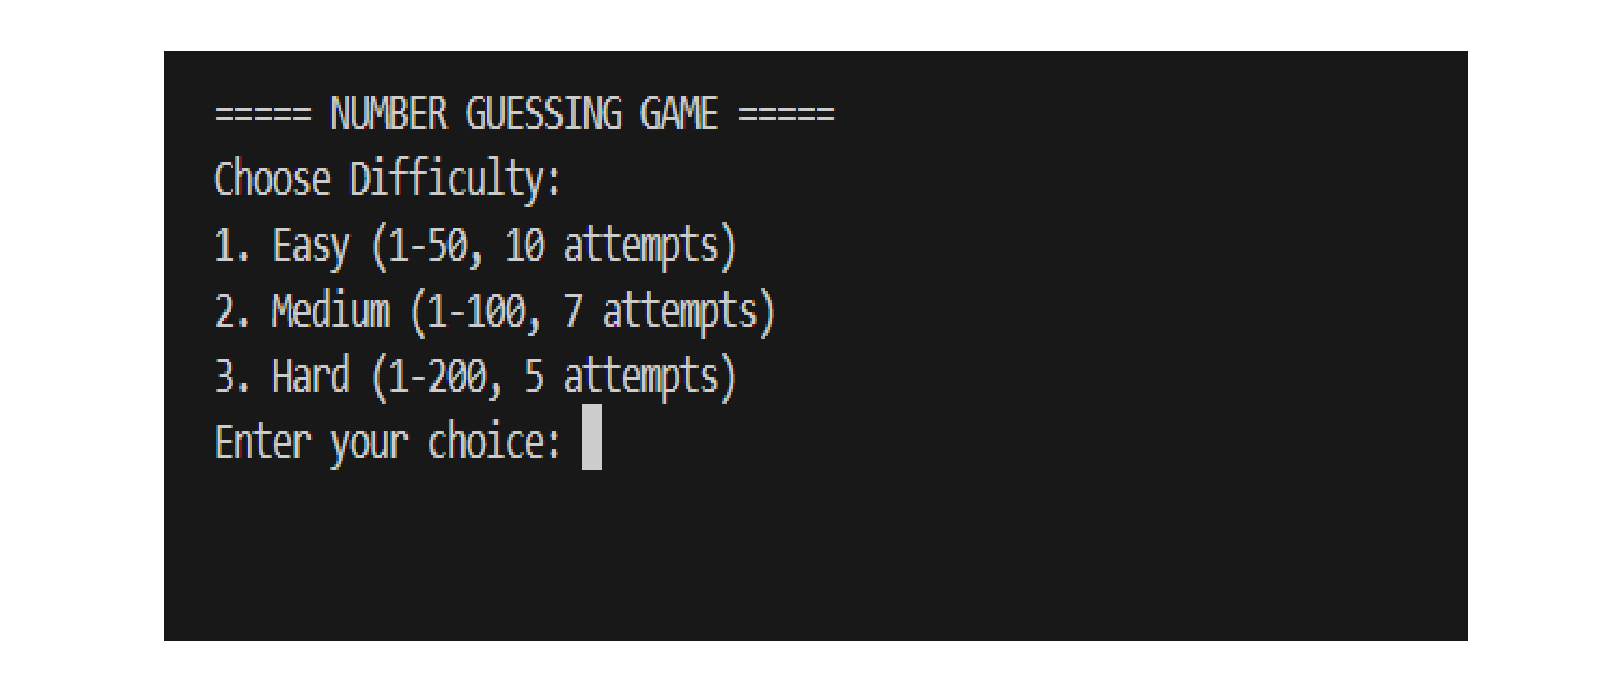 ===== NUMBER GUESSING GAME =====
Choose Difficulty:
1. Easy (1-50, 10 attempts)
2. Medium (1-100, 7 attempts)
3. Hard (1-200, 5 attempts)
Enter your choice: